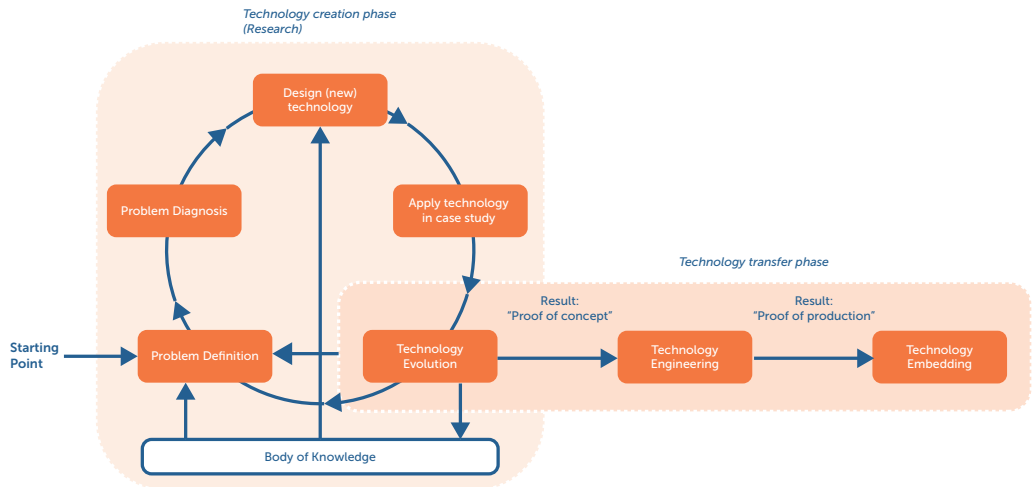 Technology creation phase
(Research)
Design (new)
technology
Problem Diagnosis
Apply technology
in case study
Technology transfer phase
Result:
"Proof of concept"
Result:
"Proof of production"
Starting
Point
Problem Definition
Technology
Evolution
Technology
Engineering
Technology
Embedding
Body of Knowledge